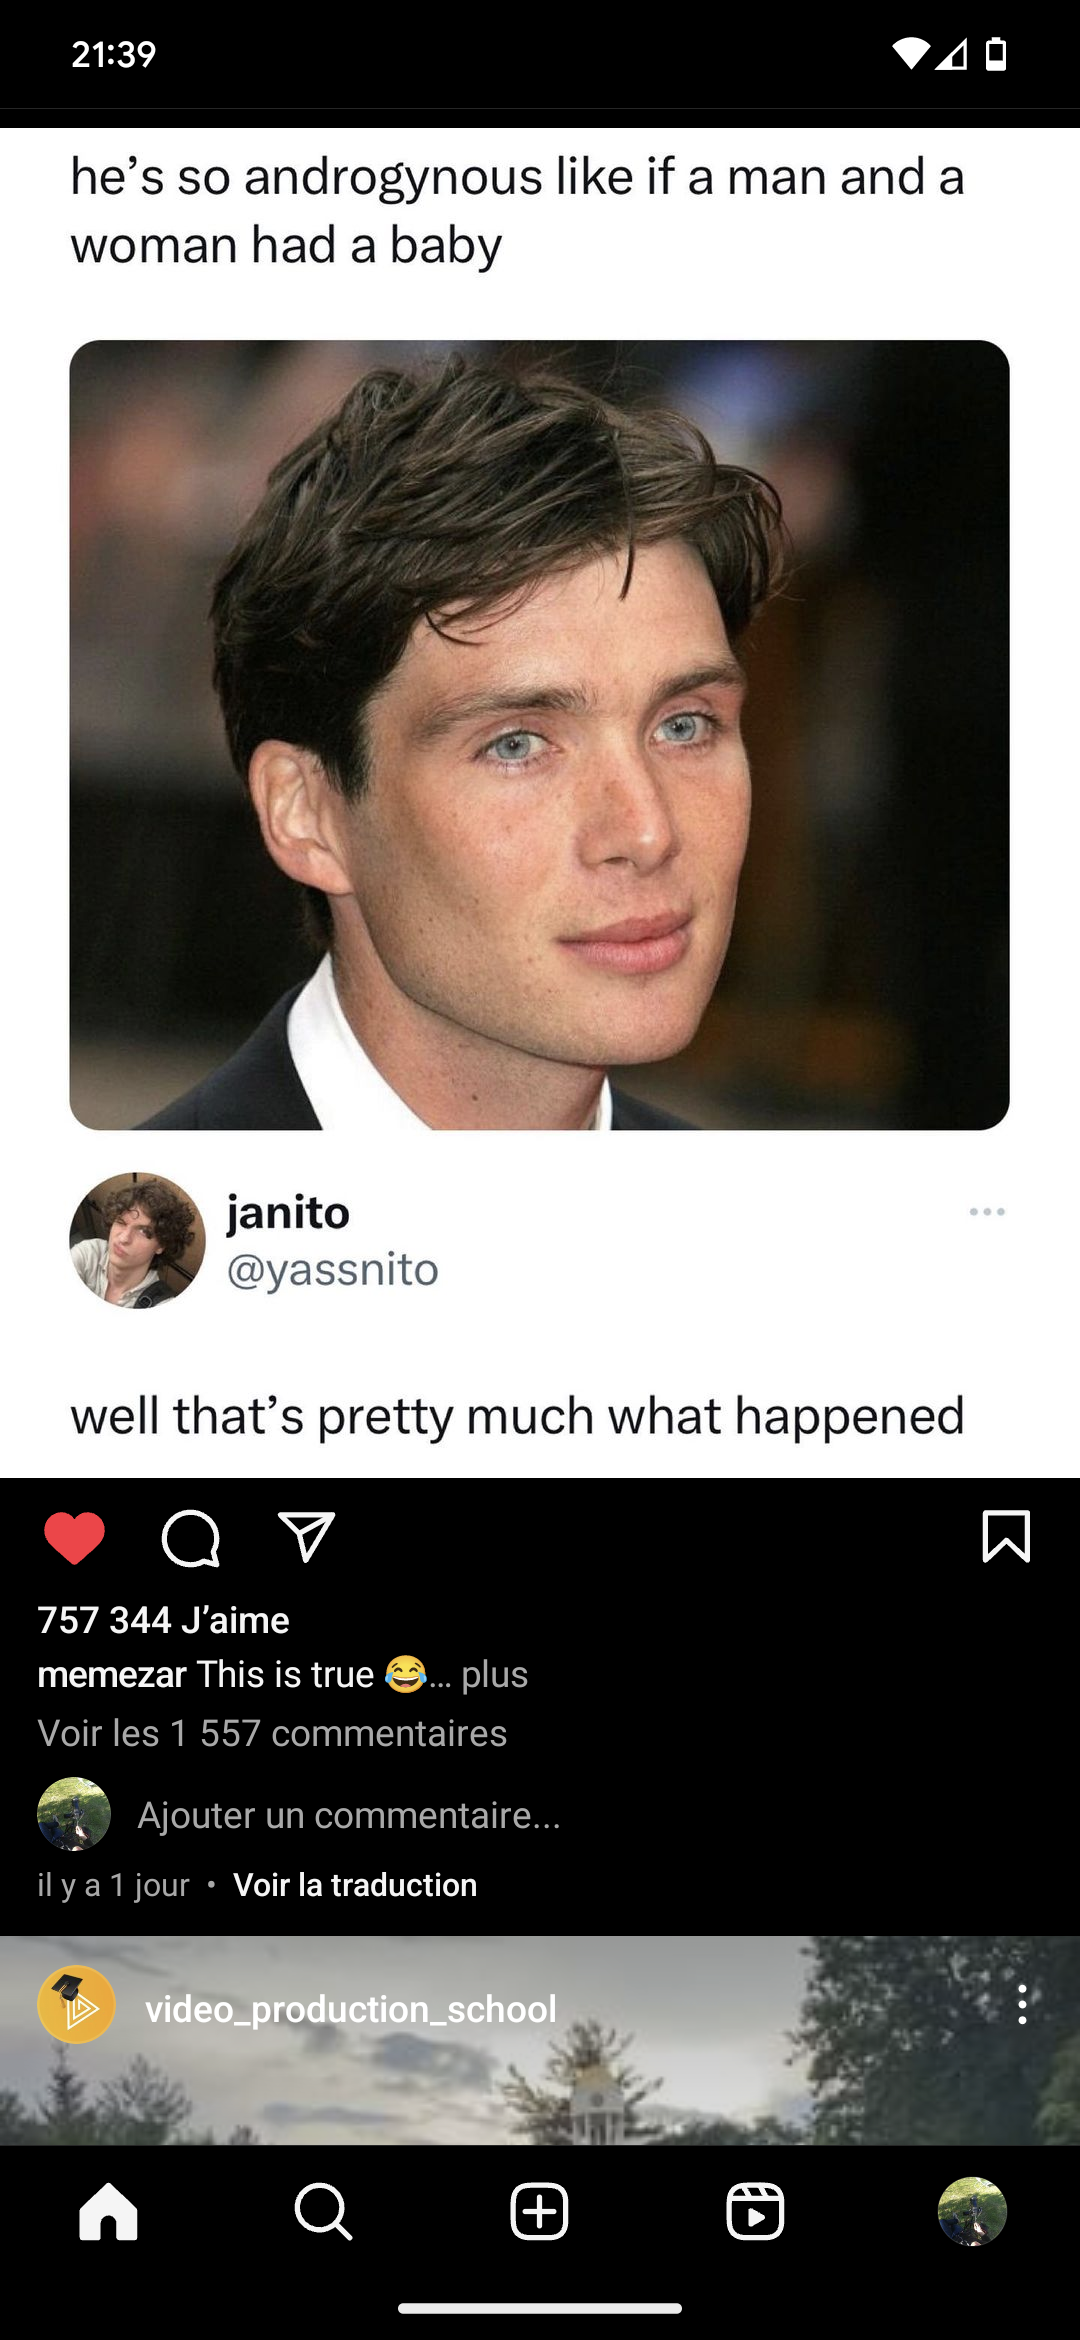 21:39
he’s so androgynous like if a man and a
woman had a baby
janito
@yassnito
well that’s pretty much what happened
757 344 J’aime
memezar This is true 😂... plus
Voir les 1 557 commentaires
Ajouter un commentaire...
il y a 1 jour • Voir la traduction
video_production_school